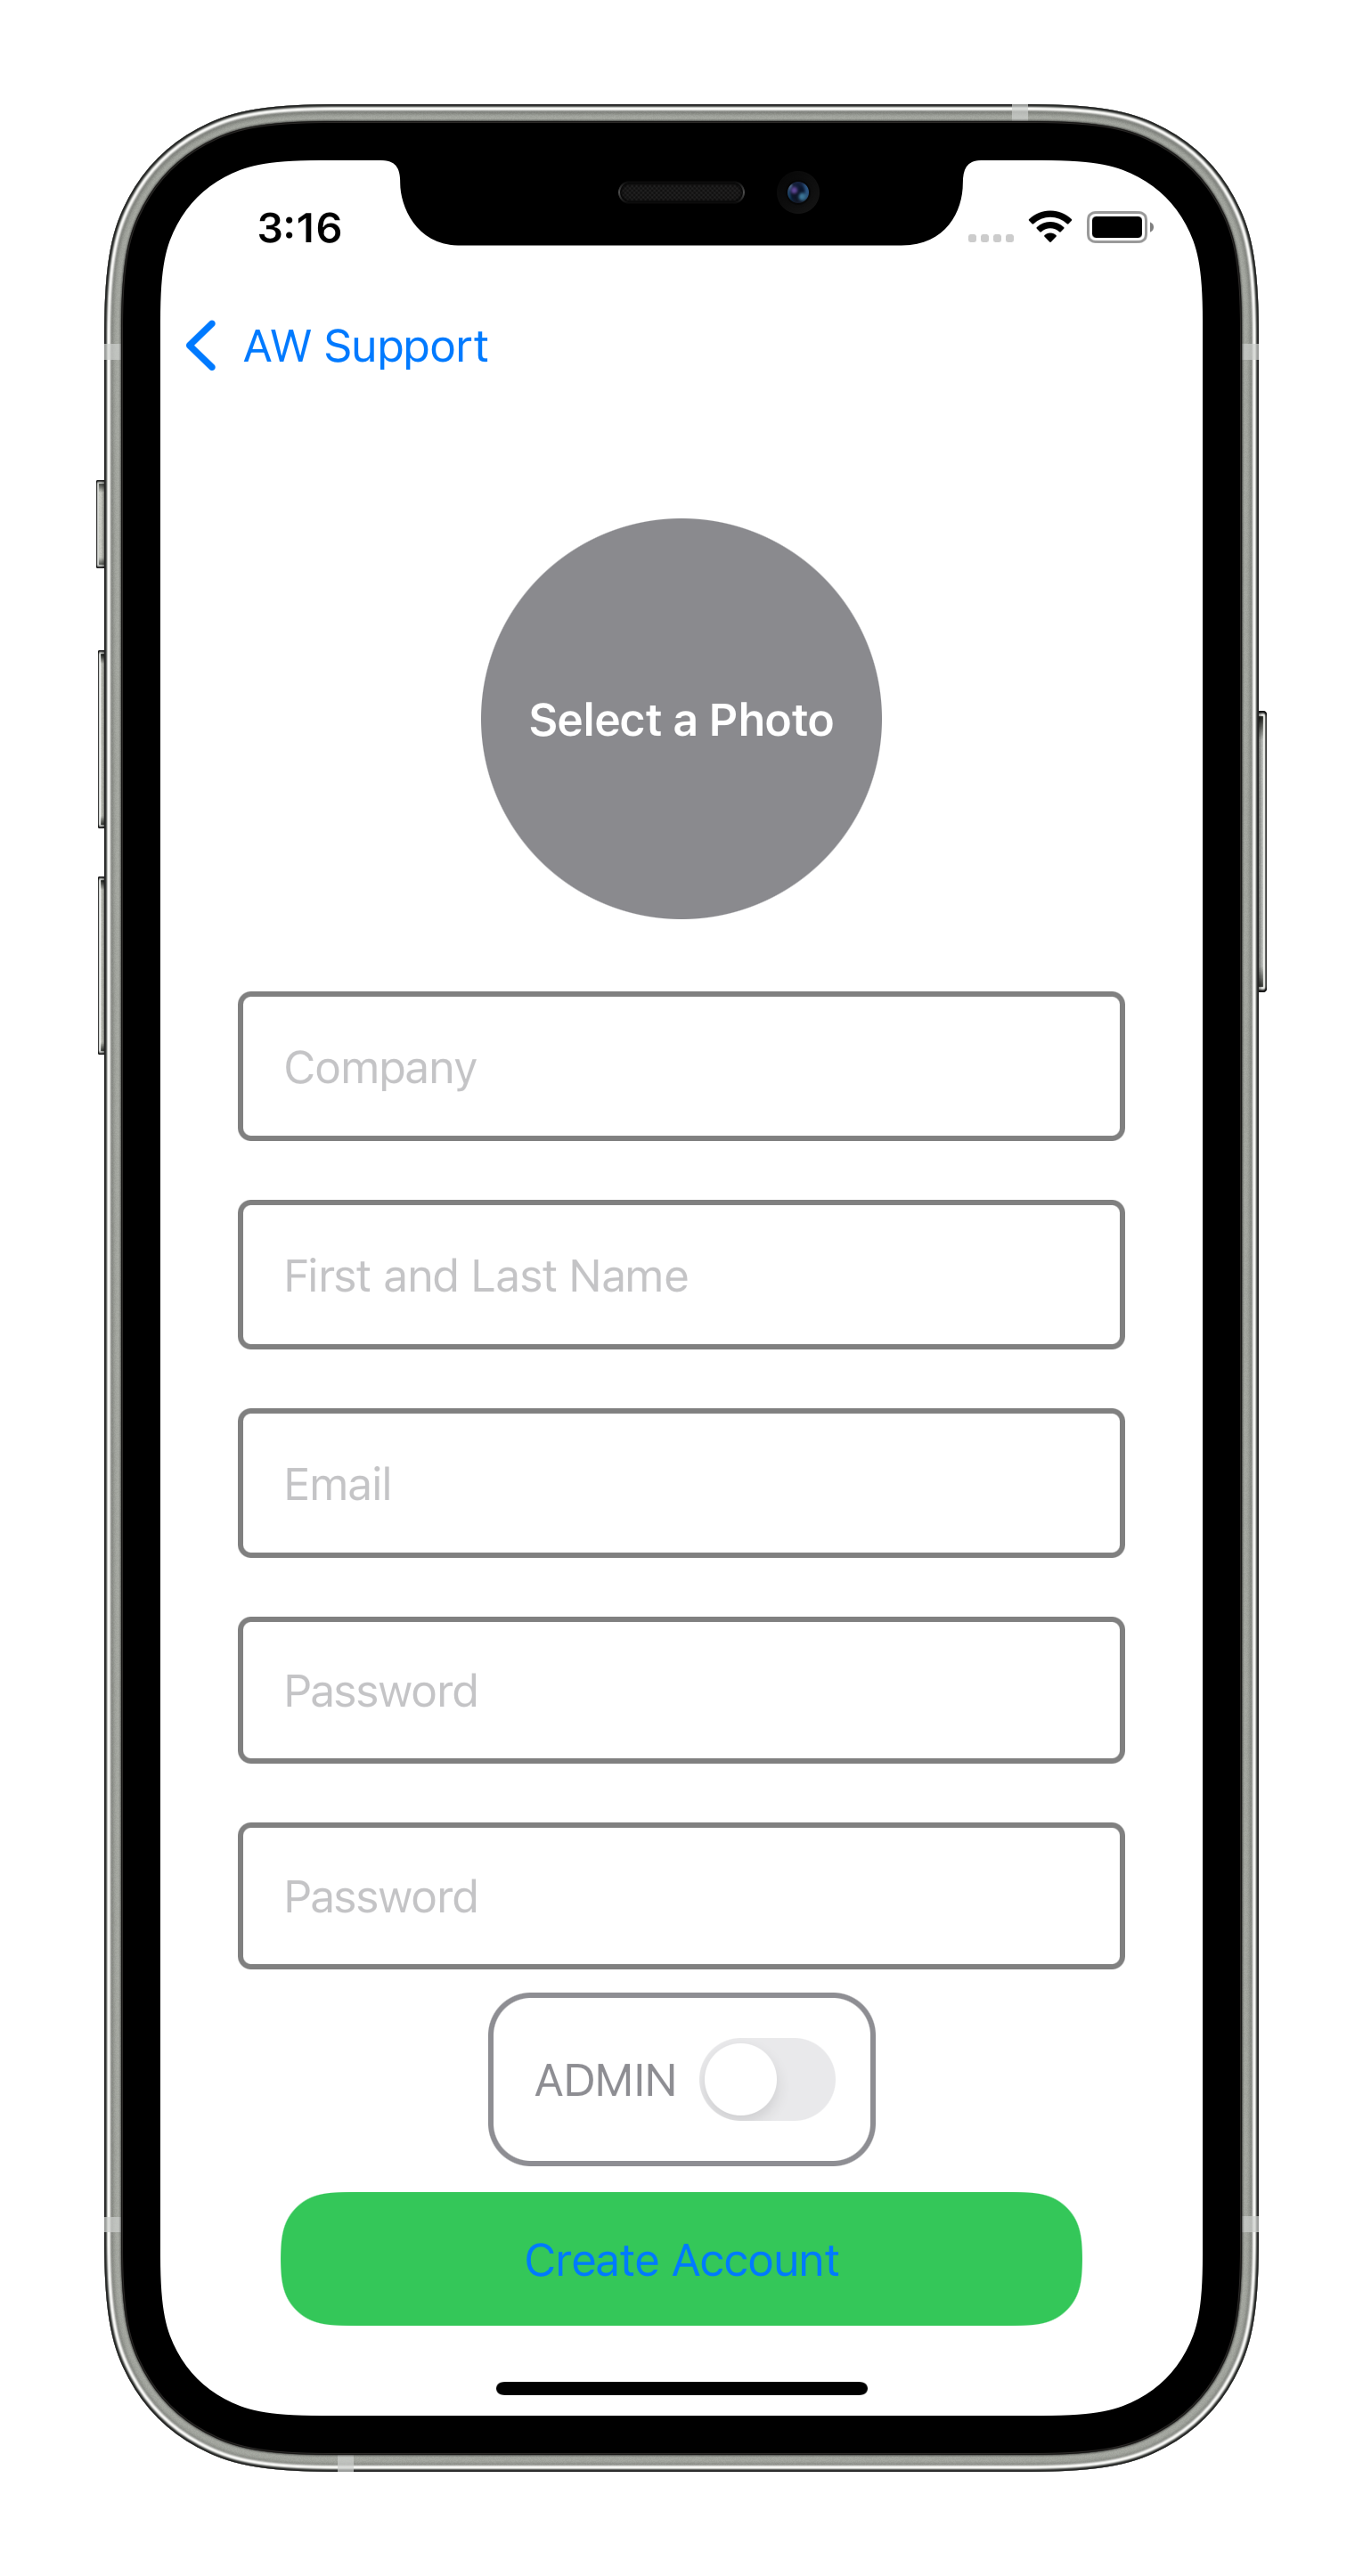 3:16
AW Support
Select a Photo
Company
First and Last Name
Email
Password
Password
ADMIN
Create Account